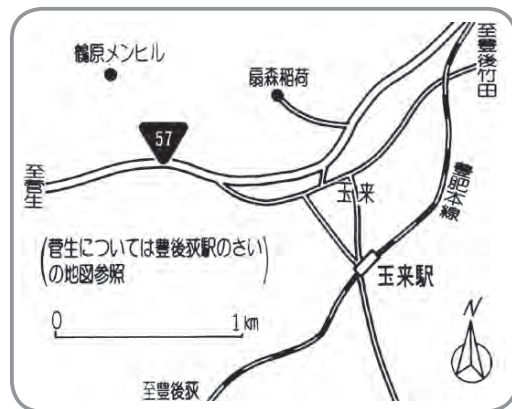 鶴原メンヒル
扇森稲荷
至豊後竹田
57
至菅生
玉来
豊肥本線
(菅生については豊後荻駅のさい
の地図参照)
玉来駅
0 1km
N
至豊後荻